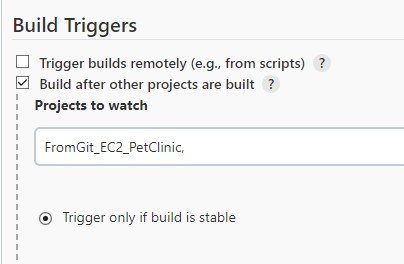 Build Triggers
Trigger builds remotely (e.g., from scripts) ?
Build after other projects are built ?
Projects to watch
FromGit_EC2_PetClinic,
Trigger only if build is stable